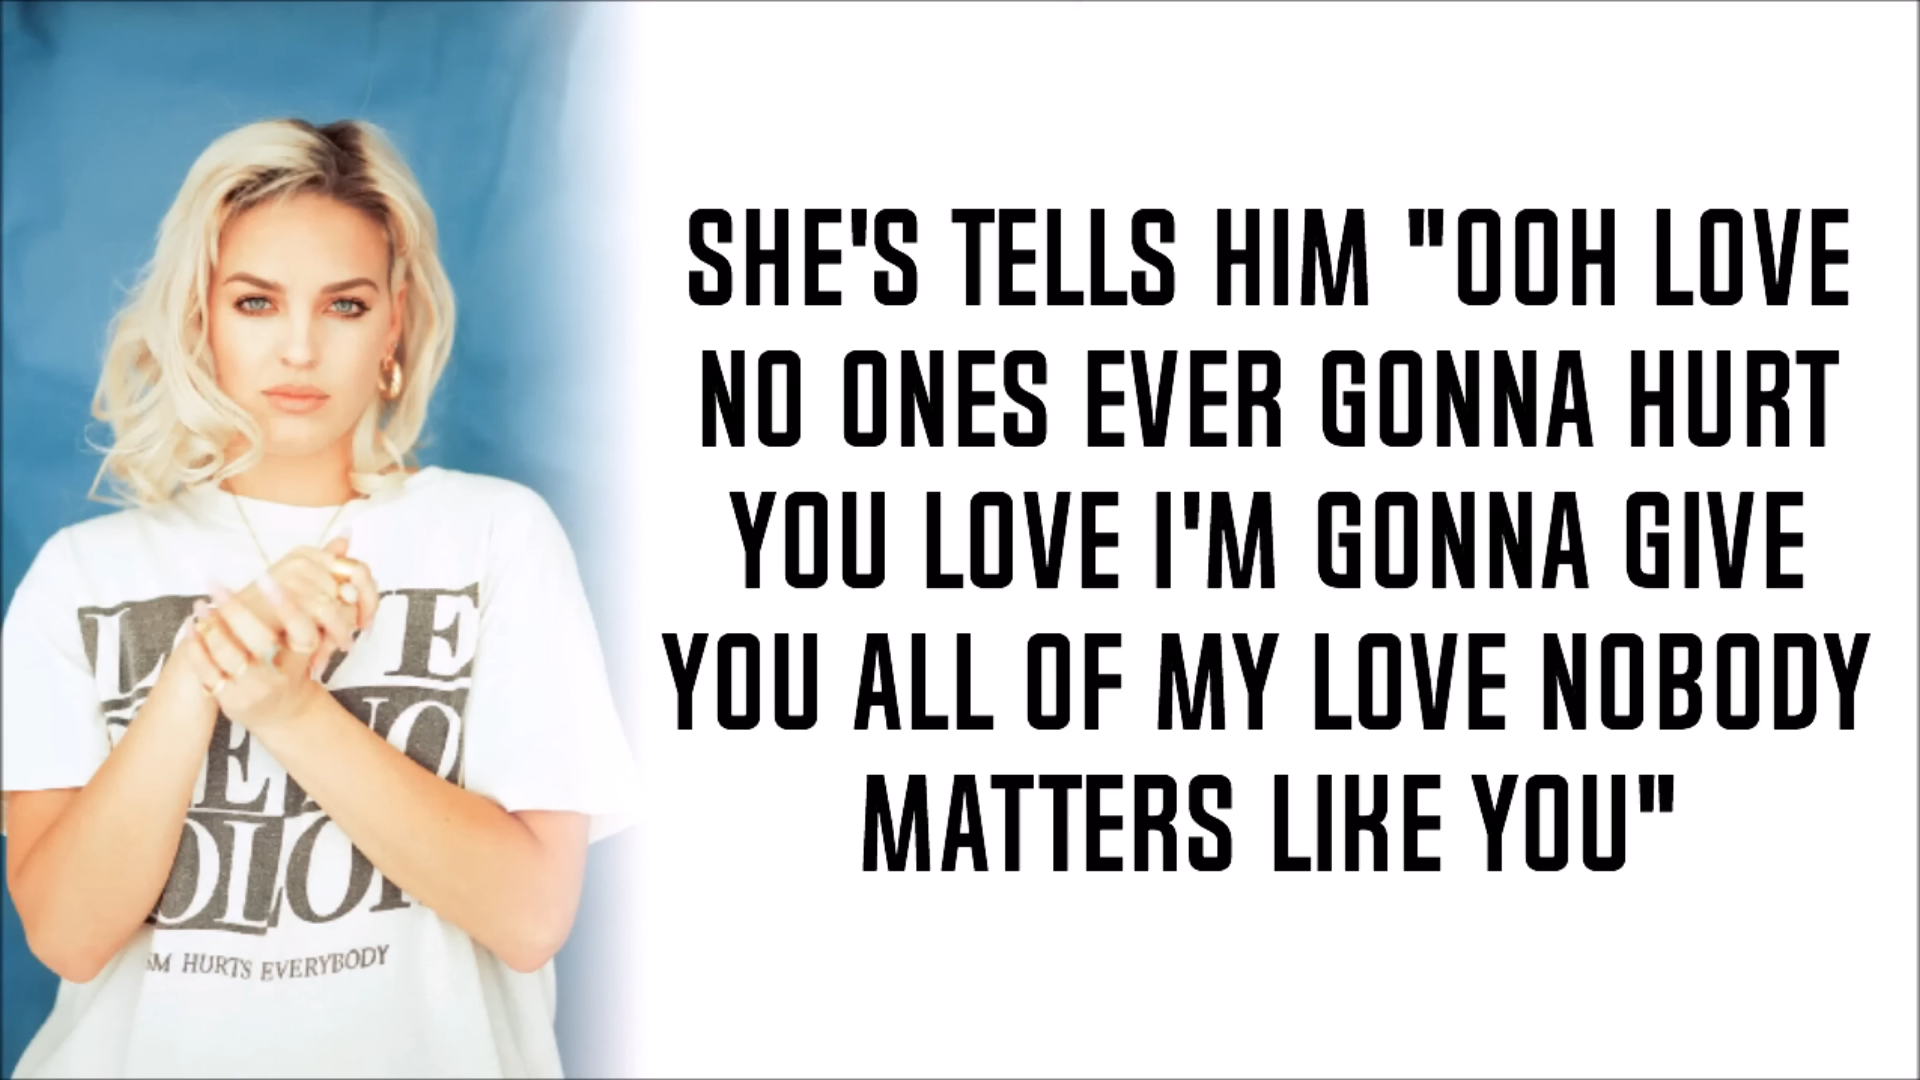 SHE'S TELLS HIM "OOH LOVE
NO ONES EVER GONNA HURT
YOU LOVE I'M GONNA GIVE
YOU ALL OF MY LOVE NOBODY
MATTERS LIKE YOU"
HURTS EVERYBODY